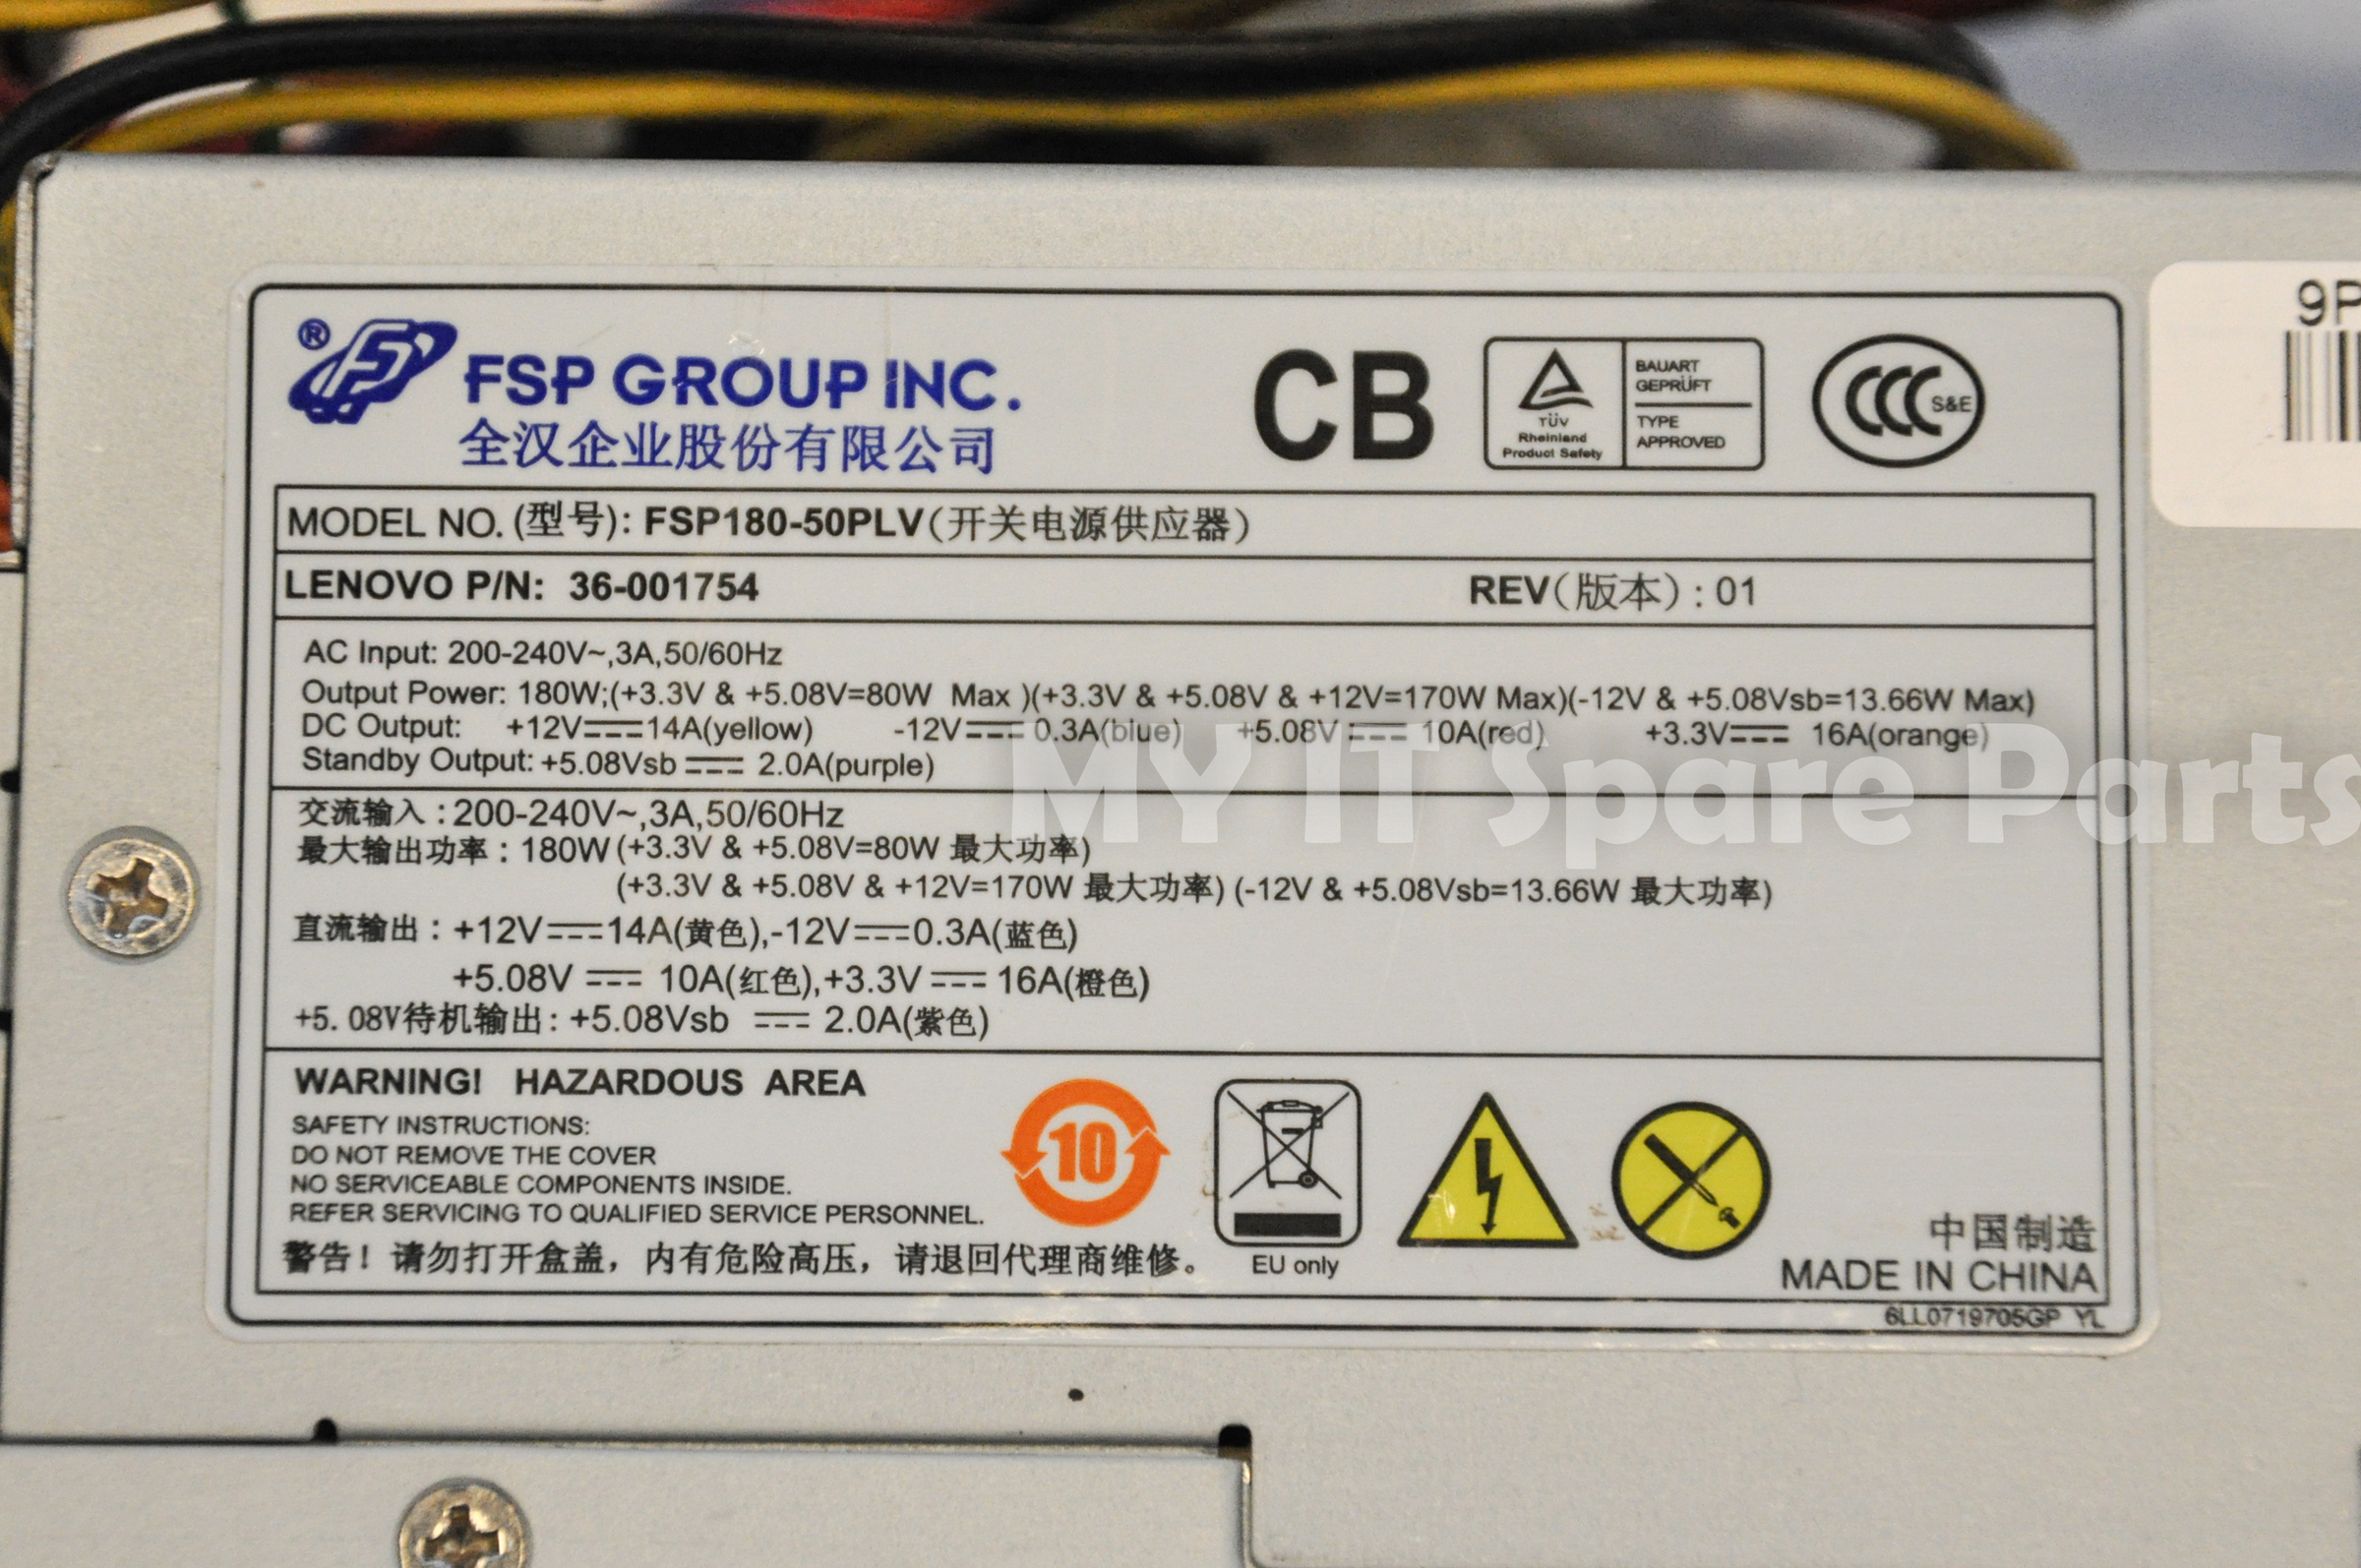 ® FSP GROUP INC.
全汉企业股份有限公司
CB
TÜV
Rheinland
Product Safety
BAUART
GEPRÜFT
TYPE
APPROVED
CCC S&E
9P
MODEL NO. (型号): FSP180-50PLV(开关电源供应器)
LENOVO P/N: 36-001754 REV(版本):01
AC Input: 200-240V~,3A,50/60Hz
Output Power: 180W;(+3.3V & +5.08V=80W Max )(+3.3V & +5.08V & +12V=170W Max)(-12V & +5.08Vsb=13.66W Max)
DC Output: +12V⎓14A(yellow) -12V⎓0.3A(blue) +5.08V⎓10A(red) +3.3V⎓16A(orange)
Standby Output: +5.08Vsb⎓2.0A(purple)
MY IT Spare Parts
交流输入：200-240V~,3A,50/60Hz
最大输出功率：180W (+3.3V & +5.08V=80W 最大功率)
(+3.3V & +5.08V & +12V=170W 最大功率) (-12V & +5.08Vsb=13.66W 最大功率)
直流输出：+12V⎓14A(黄色),-12V⎓0.3A(蓝色)
+5.08V⎓10A(红色),+3.3V⎓16A(橙色)
+5.08V待机输出: +5.08Vsb⎓2.0A(紫色)
WARNING! HAZARDOUS AREA
SAFETY INSTRUCTIONS:
DO NOT REMOVE THE COVER
NO SERVICEABLE COMPONENTS INSIDE.
REFER SERVICING TO QUALIFIED SERVICE PERSONNEL.
警告！请勿打开盒盖，内有危险高压，请退回代理商维修。
10
EU only
中国制造
MADE IN CHINA
6LL0719705GP YL